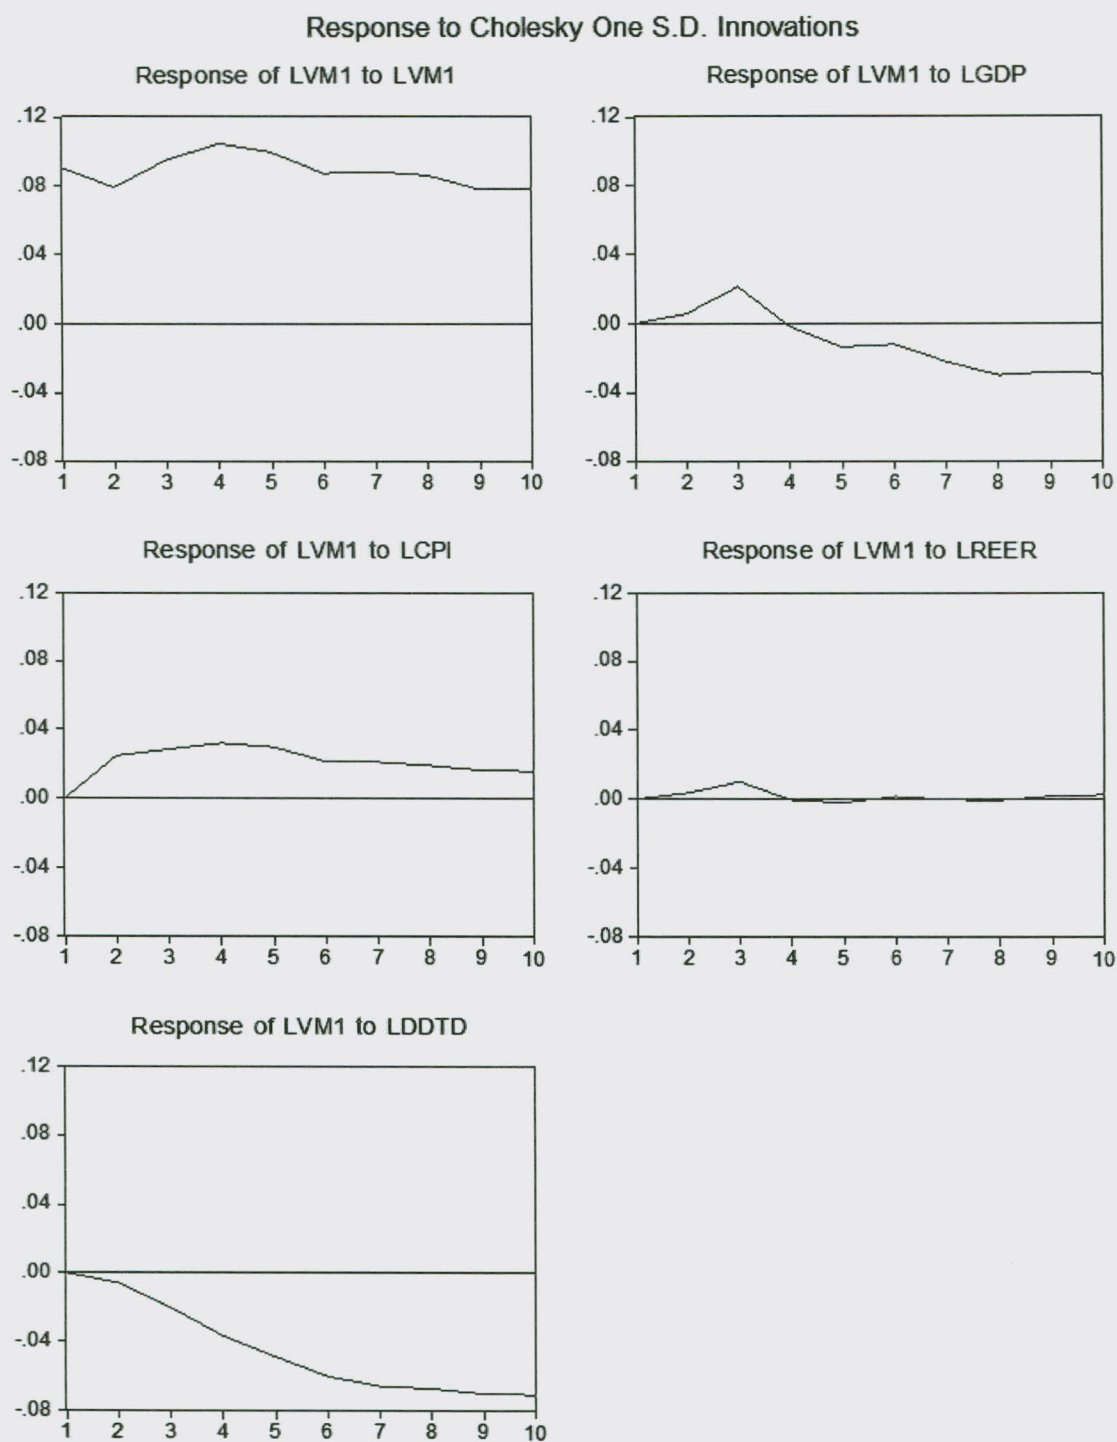 Response to Cholesky One S.D. Innovations
Response of LVM1 to LVM1
.12
.08
.04
.00
-.04
-.08
1 2 3 4 5 6 7 8 9 10
Response of LVM1 to LGDP
.12
.08
.04
.00
-.04
-.08
1 2 3 4 5 6 7 8 9 10
Response of LVM1 to LCPI
.12
.08
.04
.00
-.04
-.08
1 2 3 4 5 6 7 8 9 10
Response of LVM1 to LREER
.12
.08
.04
.00
-.04
-.08
1 2 3 4 5 6 7 8 9 10
Response of LVM1 to LDDTD
.12
.08
.04
.00
-.04
-.08
1 2 3 4 5 6 7 8 9 10